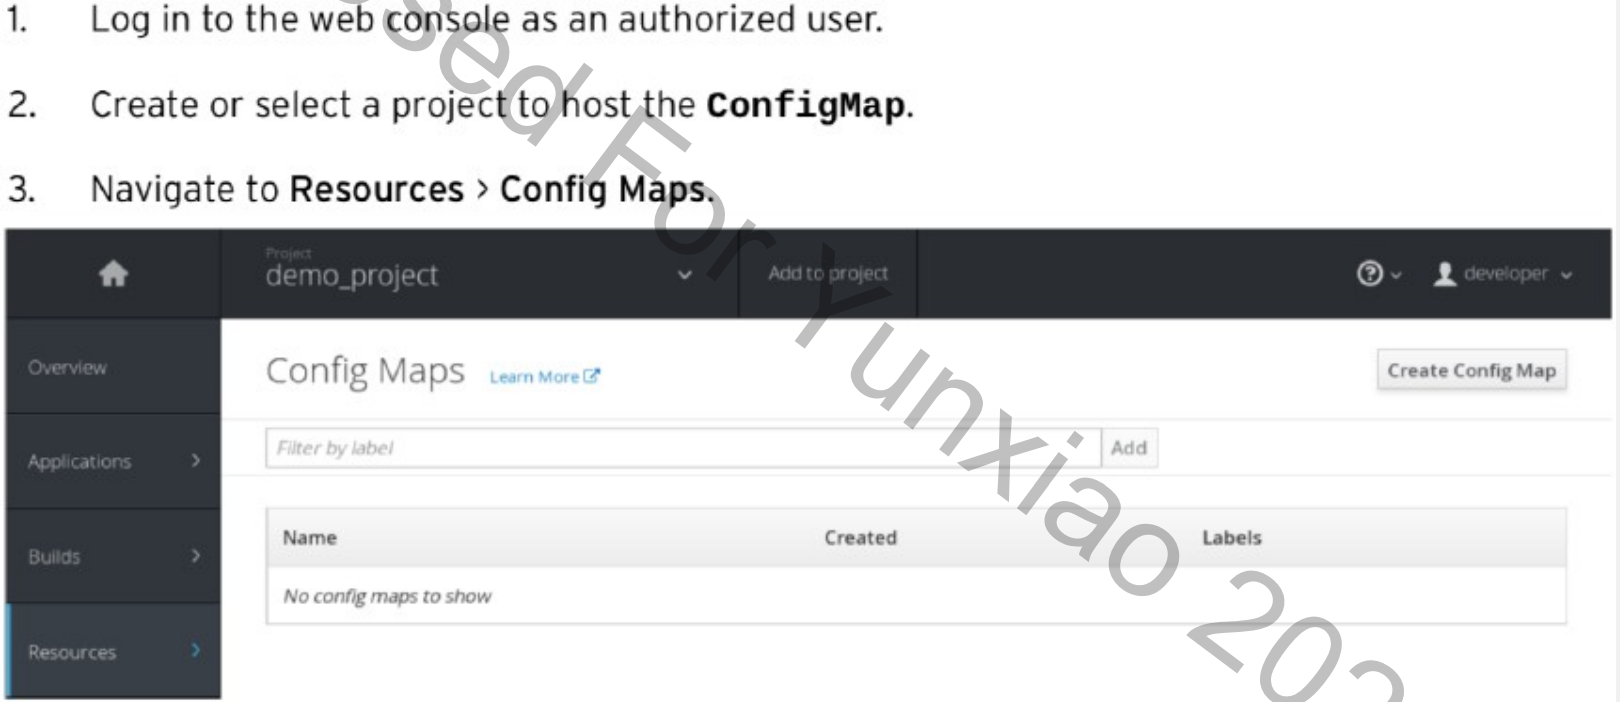 1. Log in to the web console as an authorized user.
2. Create or select a project to host the ConfigMap.
3. Navigate to Resources > Config Maps.
Project
demo_project
Add to project
developer
Overview
Config Maps Learn More
Create Config Map
Filter by label Add
Applications >
Name Created Labels
Builds >
No config maps to show
Resources >
sed For Yunxiao 202